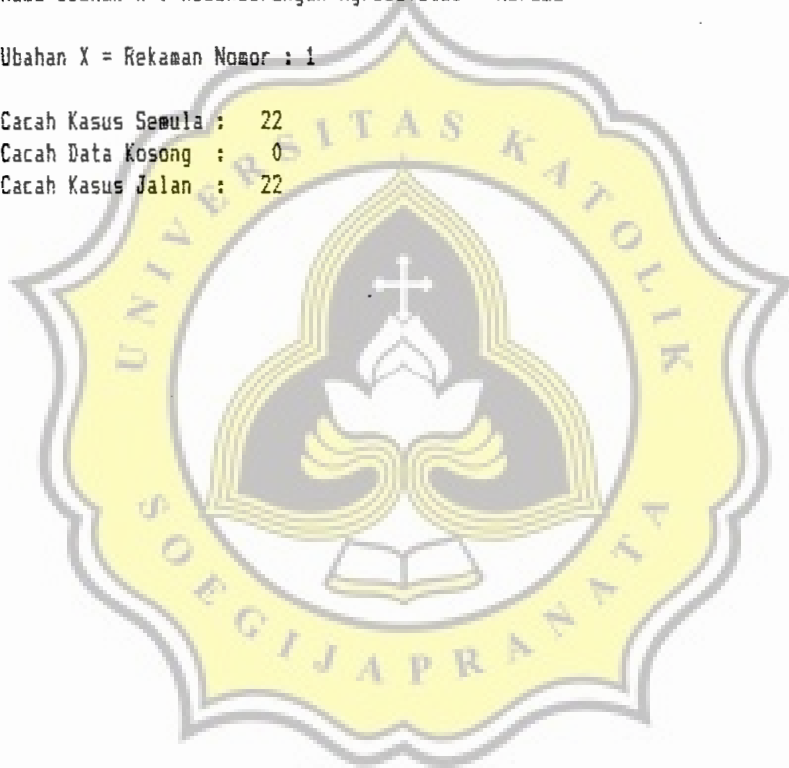 Ubahan X = Rekaman Nomor : 1
Cacah Kasus Semula : 22
Cacah Data Kosong : 0
Cacah Kasus Jalan : 22
UNIVERSITAS KATOLIK
SOEGIJAPRANATA